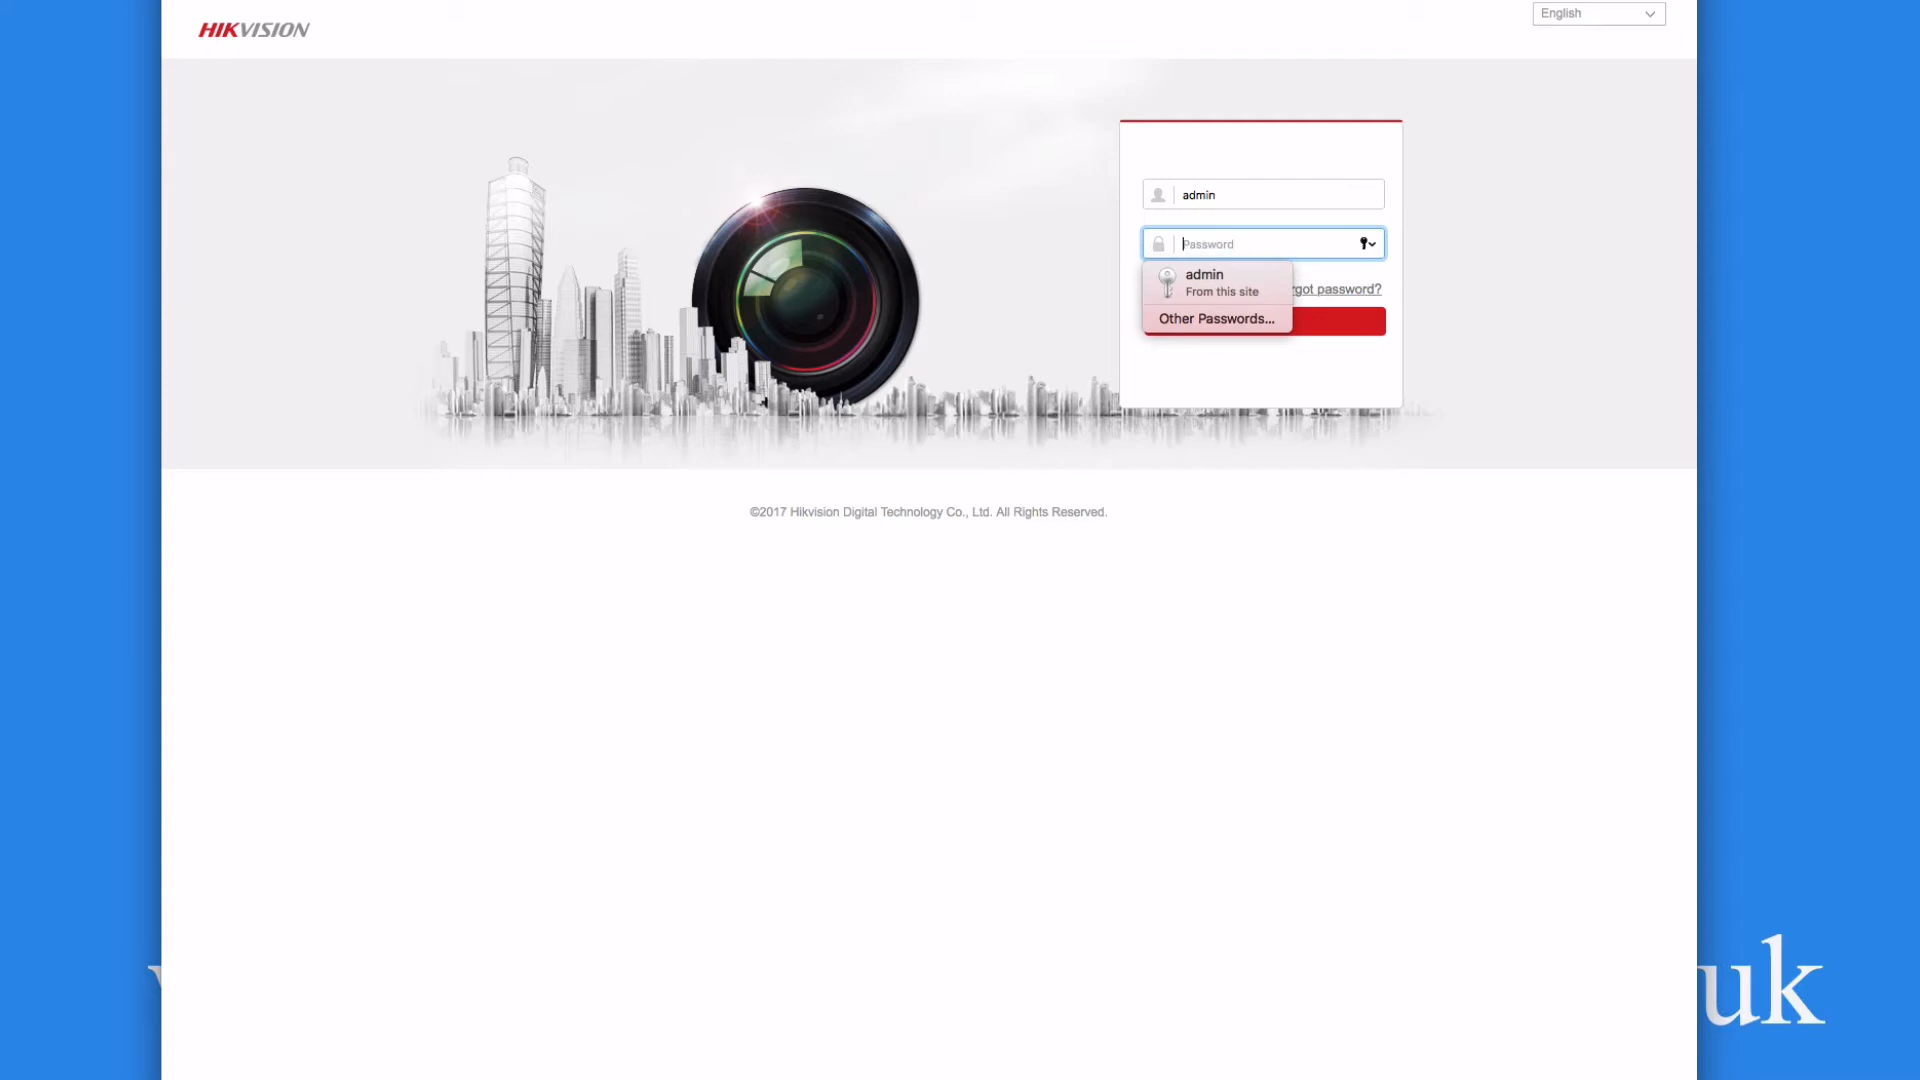 HIKVISION
English
admin
Password
admin
From this site
rgot password?
Other Passwords...
©2017 Hikvision Digital Technology Co., Ltd. All Rights Reserved.
uk